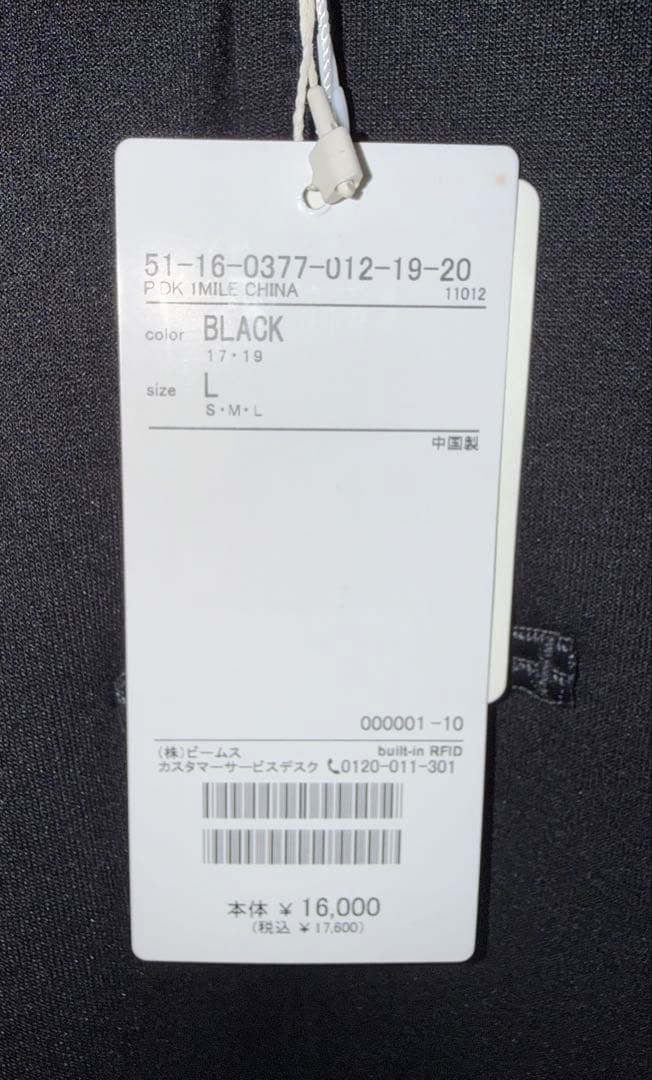 51-16-0377-012-19-20
P DK 1MILE CHINA 11012
color BLACK
17・19
size L
S・M・L
中国製
000001-10
(株)ビームス built-in RFID
カスタマーサービスデスク 0120-011-301
本体 ¥16,000
(税込 ¥17,600)